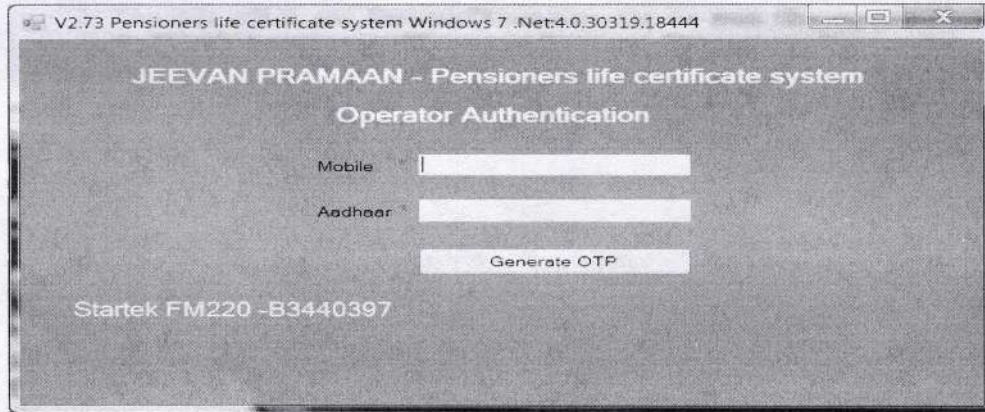 V2.73 Pensioners life certificate system Windows 7 .Net:4.0.30319.18444
JEEVAN PRAMAAN - Pensioners life certificate system
Operator Authentication
Mobile *
Aadhaar *
Generate OTP
Startek FM220 -B3440397